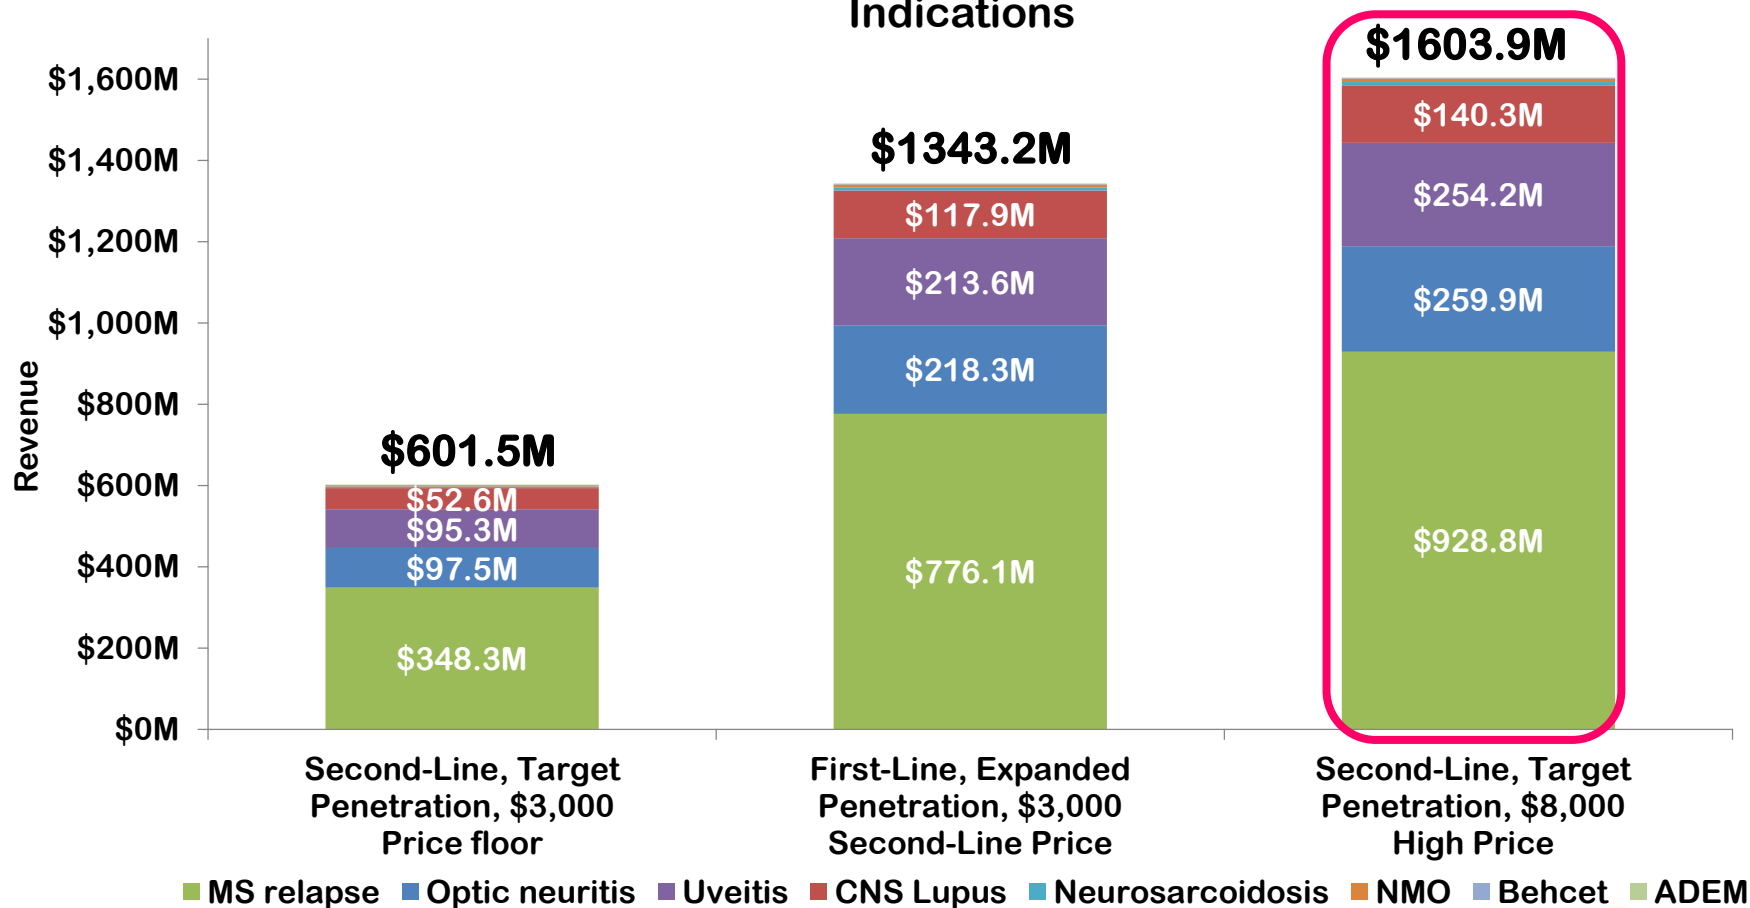 Indications
$1603.9M
$1,600M
$140.3M
$1343.2M
$1,400M
$254.2M
$117.9M
$1,200M
$213.6M
$259.9M
$1,000M
$218.3M
$800M
Revenue
$601.5M
$600M
$52.6M
$95.3M
$928.8M
$400M
$97.5M
$776.1M
$200M
$348.3M
$0M
Second-Line, Target
Penetration, $3,000
Price floor
First-Line, Expanded
Penetration, $3,000
Second-Line Price
Second-Line, Target
Penetration, $8,000
High Price
MS relapse Optic neuritis Uveitis CNS Lupus Neurosarcoidosis NMO Behcet ADEM